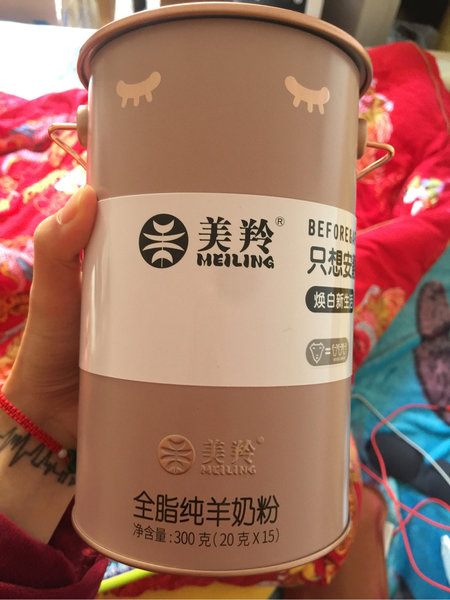 美羚®
MEILING
BEFORE
只想安
焕白新生
美羚®
MEILING
全脂纯羊奶粉
净含量:300克(20克X15)